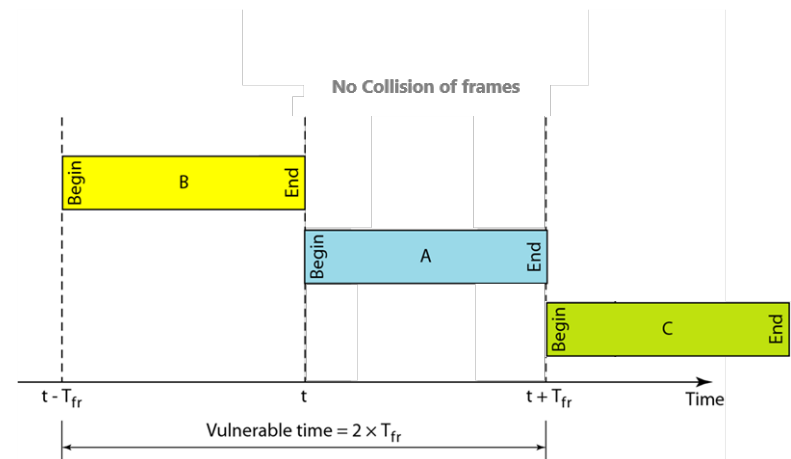 No Collision of frames
Begin B End
Begin A End
Begin C End
t - Tfr t t + Tfr Time
Vulnerable time = 2 × Tfr